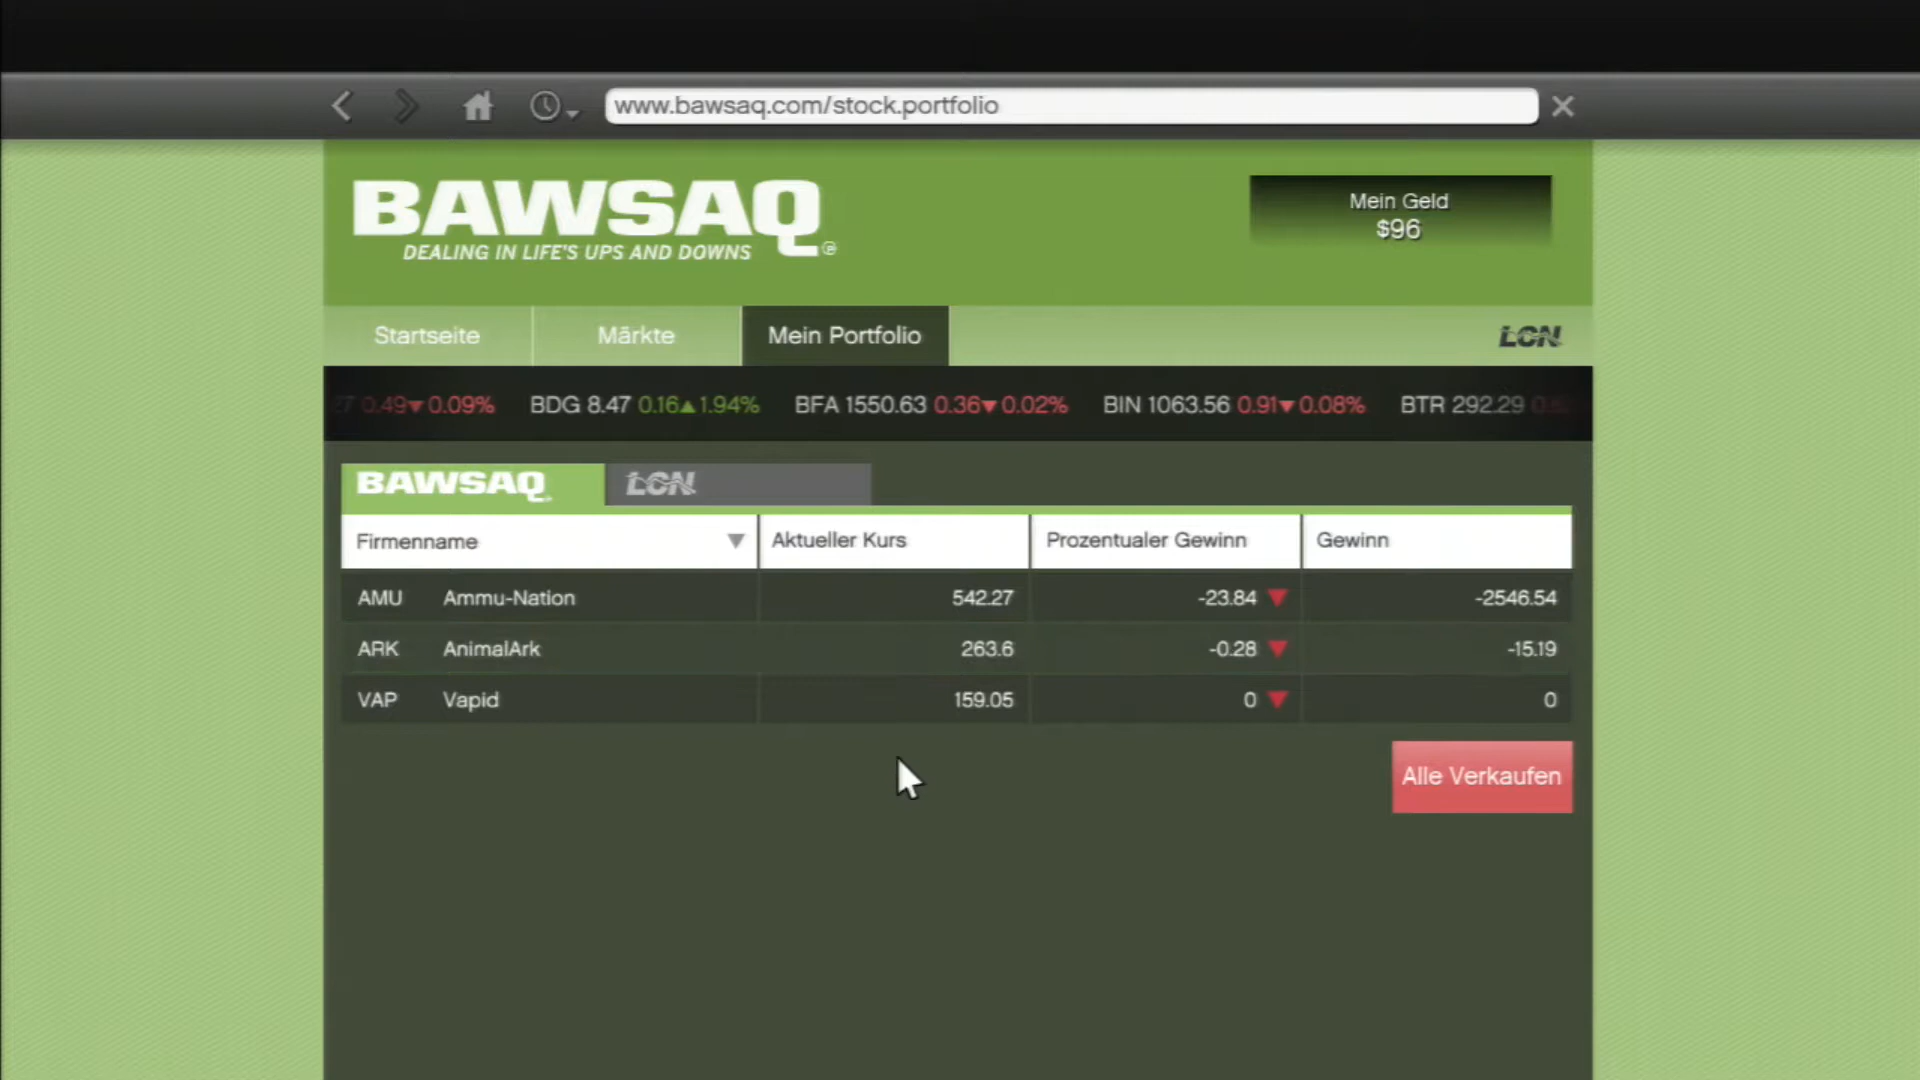 www.bawsaq.com/stock.portfolio
BAWSAQ
DEALING IN LIFE'S UPS AND DOWNS
Mein Geld
$96
Startseite Märkte Mein Portfolio LCN
0.49▼0.09% BDG 8.47 0.16▲1.94% BFA 1550.63 0.36▼0.02% BIN 1063.56 0.91▼0.08% BTR 292.29
BAWSAQ LCN
Firmenname ▼ Aktueller Kurs Prozentualer Gewinn Gewinn
AMU Ammu-Nation 542.27 -23.84 ▼ -2546.54
ARK AnimalArk 263.6 -0.28 ▼ -15.19
VAP Vapid 159.05 0 ▼ 0
Alle Verkaufen